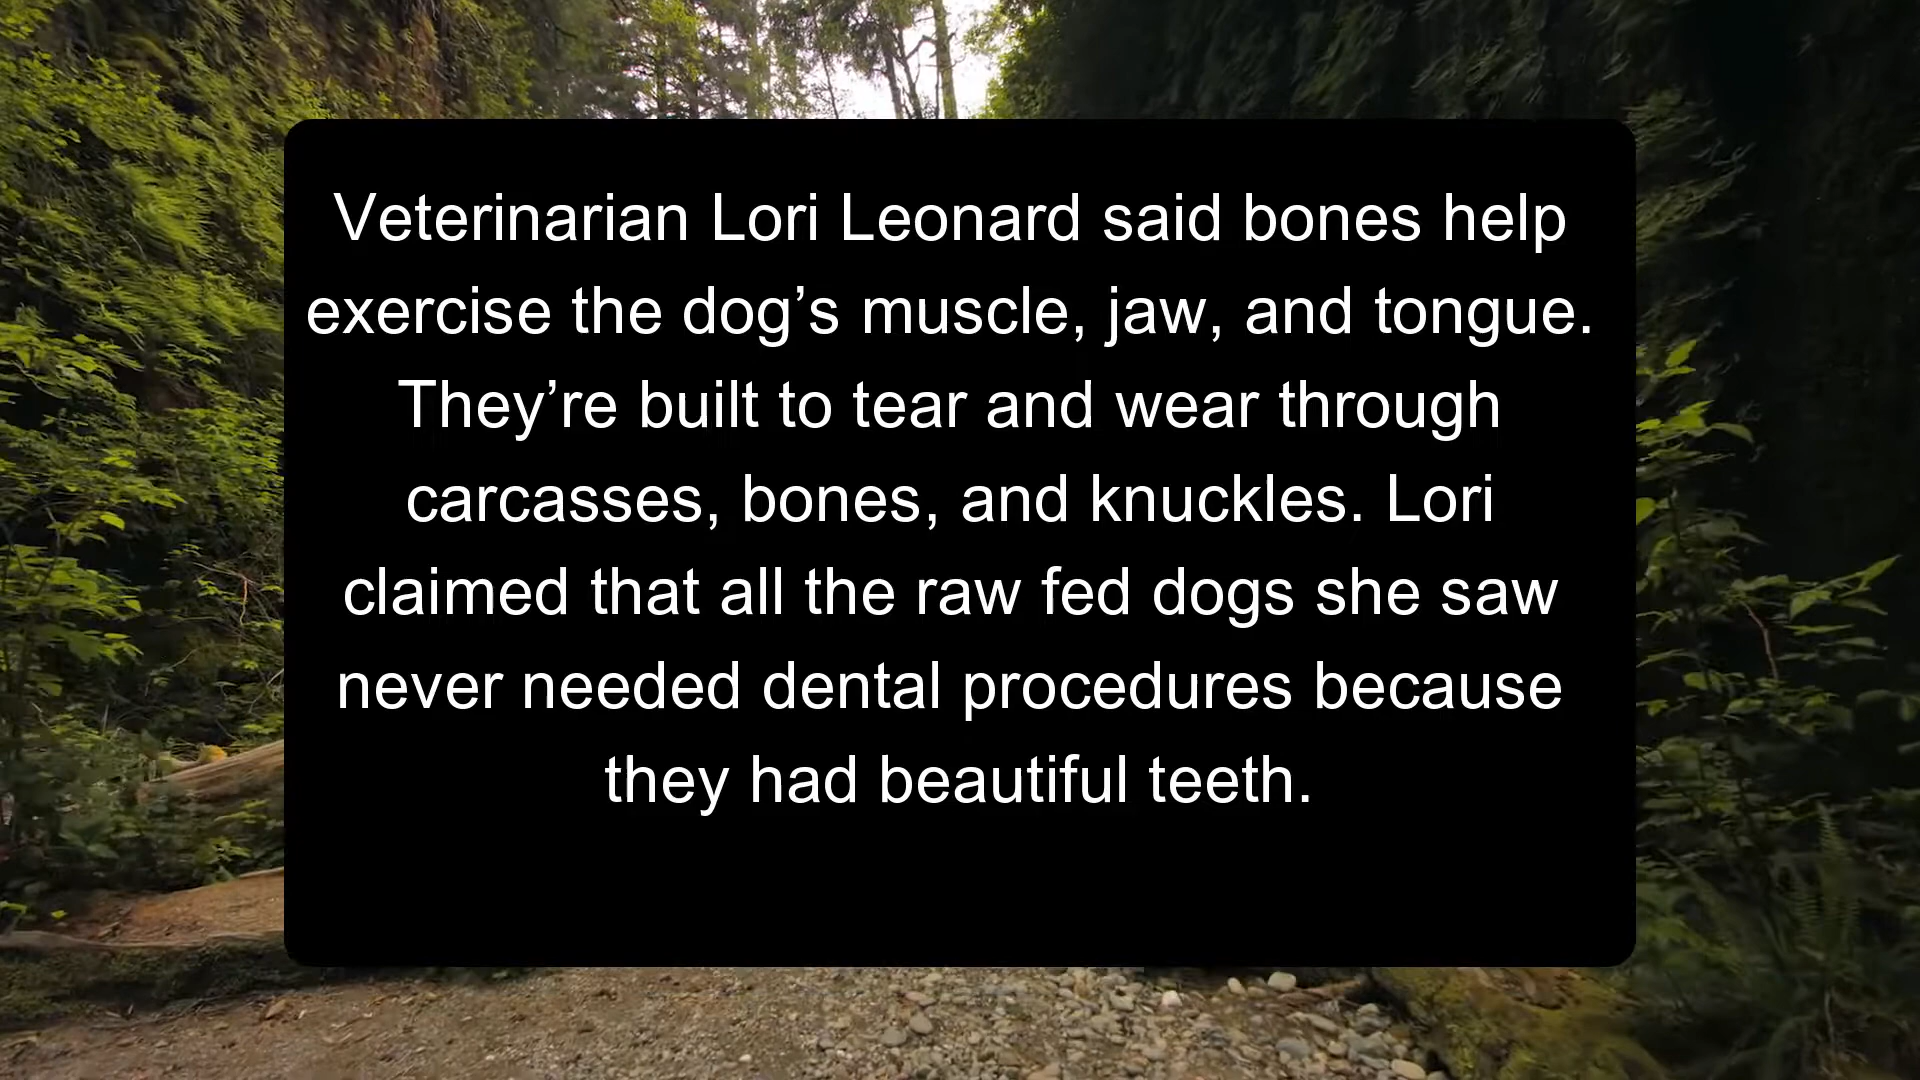 Veterinarian Lori Leonard said bones help
exercise the dog’s muscle, jaw, and tongue.
They’re built to tear and wear through
carcasses, bones, and knuckles. Lori
claimed that all the raw fed dogs she saw
never needed dental procedures because
they had beautiful teeth.